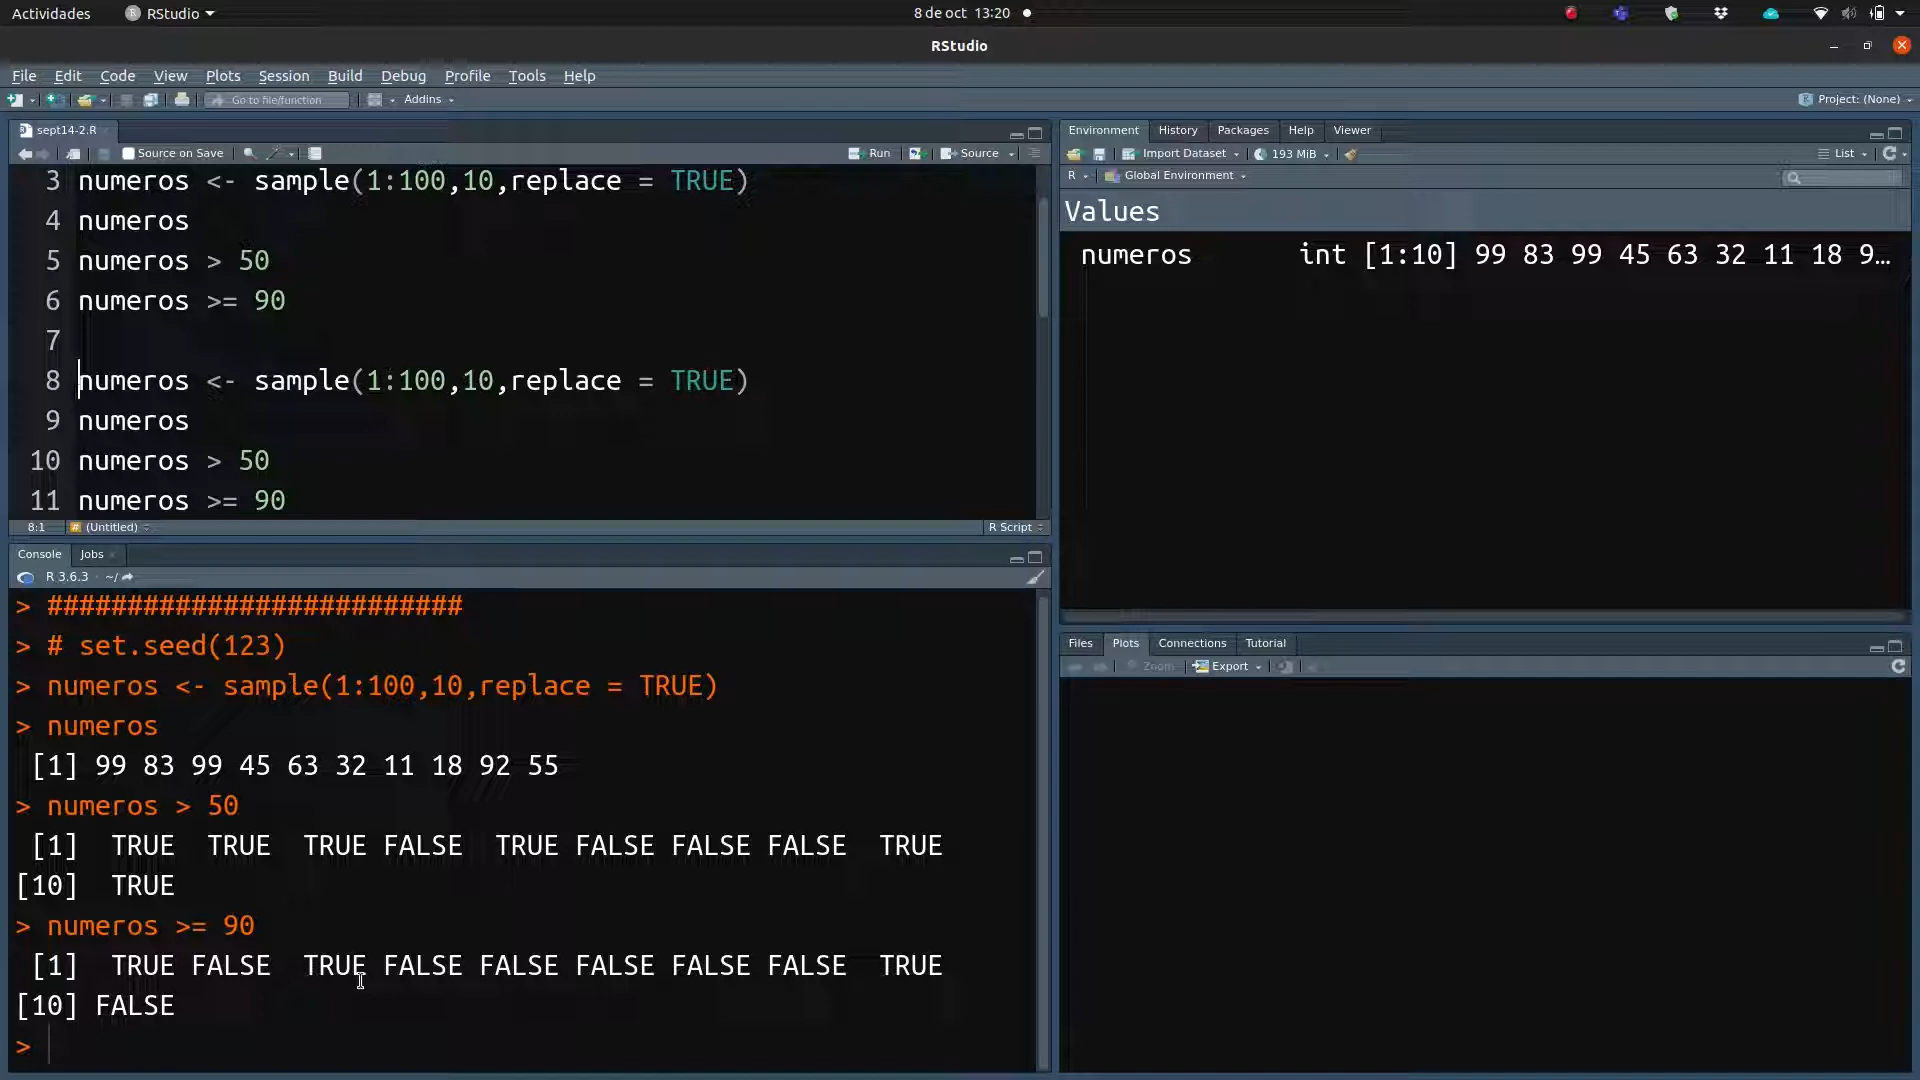 Actividades RStudio 8 de oct 13:20
RStudio
File Edit Code View Plots Session Build Debug Profile Tools Help
Go to file/function Addins Project: (None)
sept14-2.R
Source on Save Run Source
3 numeros <- sample(1:100,10,replace = TRUE)
4 numeros
5 numeros > 50
6 numeros >= 90
7
8 numeros <- sample(1:100,10,replace = TRUE)
9 numeros
10 numeros > 50
11 numeros >= 90
8:1 (Untitled) R Script
Console Jobs
R 3.6.3 · ~/
> ##########################
> # set.seed(123)
> numeros <- sample(1:100,10,replace = TRUE)
> numeros
[1] 99 83 99 45 63 32 11 18 92 55
> numeros > 50
[1] TRUE TRUE TRUE FALSE TRUE FALSE FALSE FALSE TRUE
[10] TRUE
> numeros >= 90
[1] TRUE FALSE TRUE FALSE FALSE FALSE FALSE FALSE TRUE
[10] FALSE
>
Environment History Packages Help Viewer
Import Dataset 193 MiB List
R Global Environment
Values
numeros int [1:10] 99 83 99 45 63 32 11 18 9…
Files Plots Connections Tutorial
Zoom Export